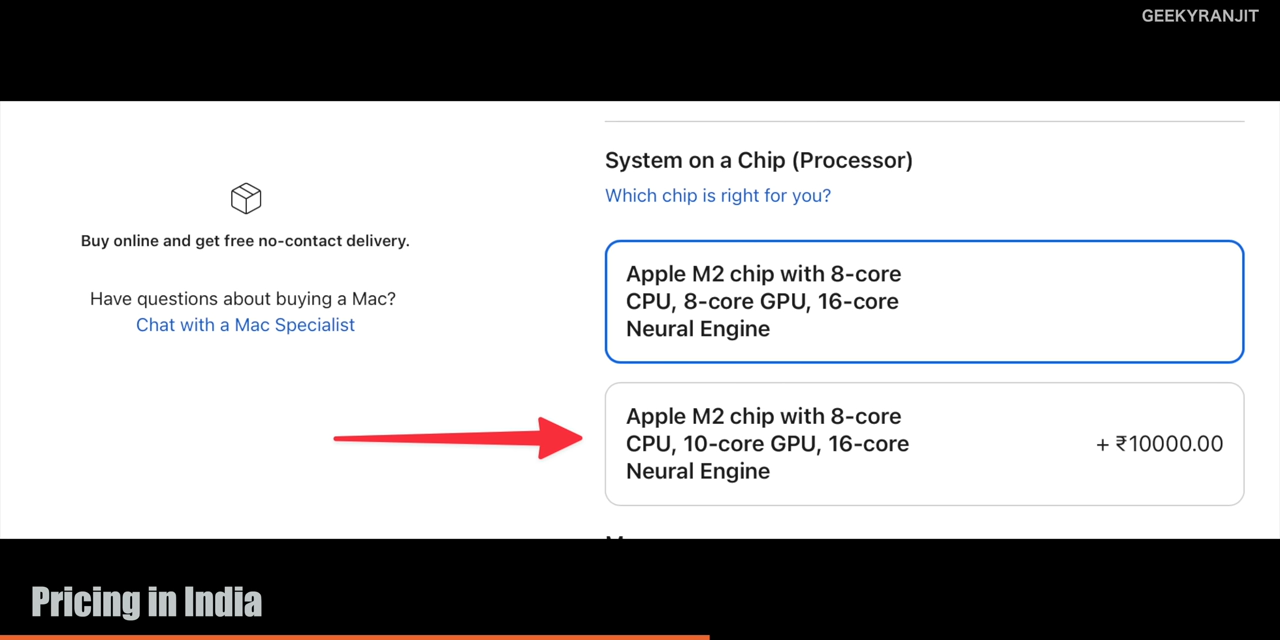 GEEKYRANJIT
System on a Chip (Processor)
Which chip is right for you?
Buy online and get free no-contact delivery.
Have questions about buying a Mac?
Chat with a Mac Specialist
Apple M2 chip with 8-core
CPU, 8-core GPU, 16-core
Neural Engine
Apple M2 chip with 8-core
CPU, 10-core GPU, 16-core
Neural Engine
+ ₹10000.00
Pricing in India